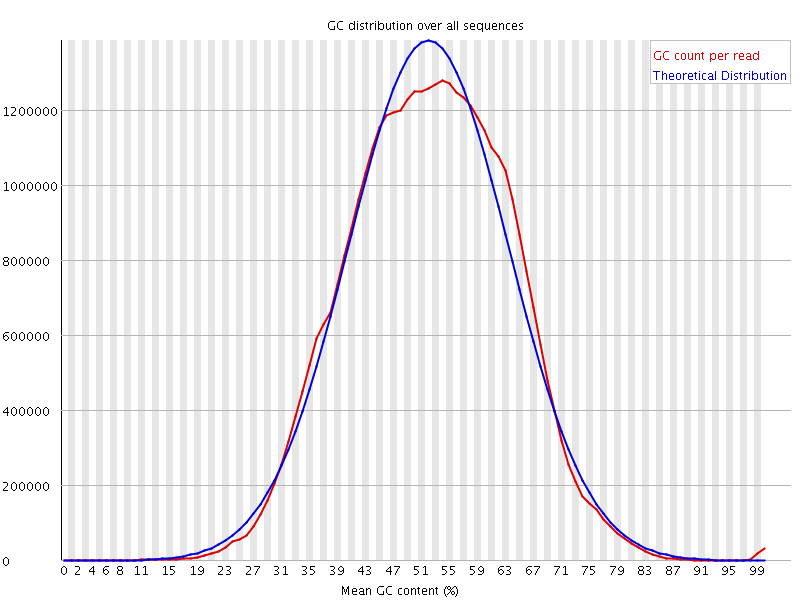 GC distribution over all sequences
GC count per read
Theoretical Distribution
1200000
1000000
800000
600000
400000
200000
0
0 2 4 6 8 11 15 19 23 27 31 35 39 43 47 51 55 59 63 67 71 75 79 83 87 91 95 99
Mean GC content (%)